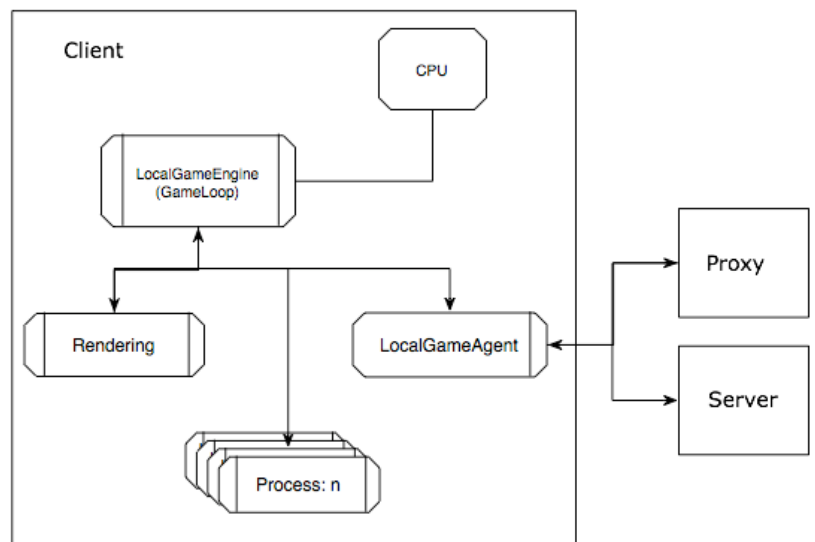 Client
CPU
LocalGameEngine
(GameLoop)
Proxy
Rendering
LocalGameAgent
Server
Process: n